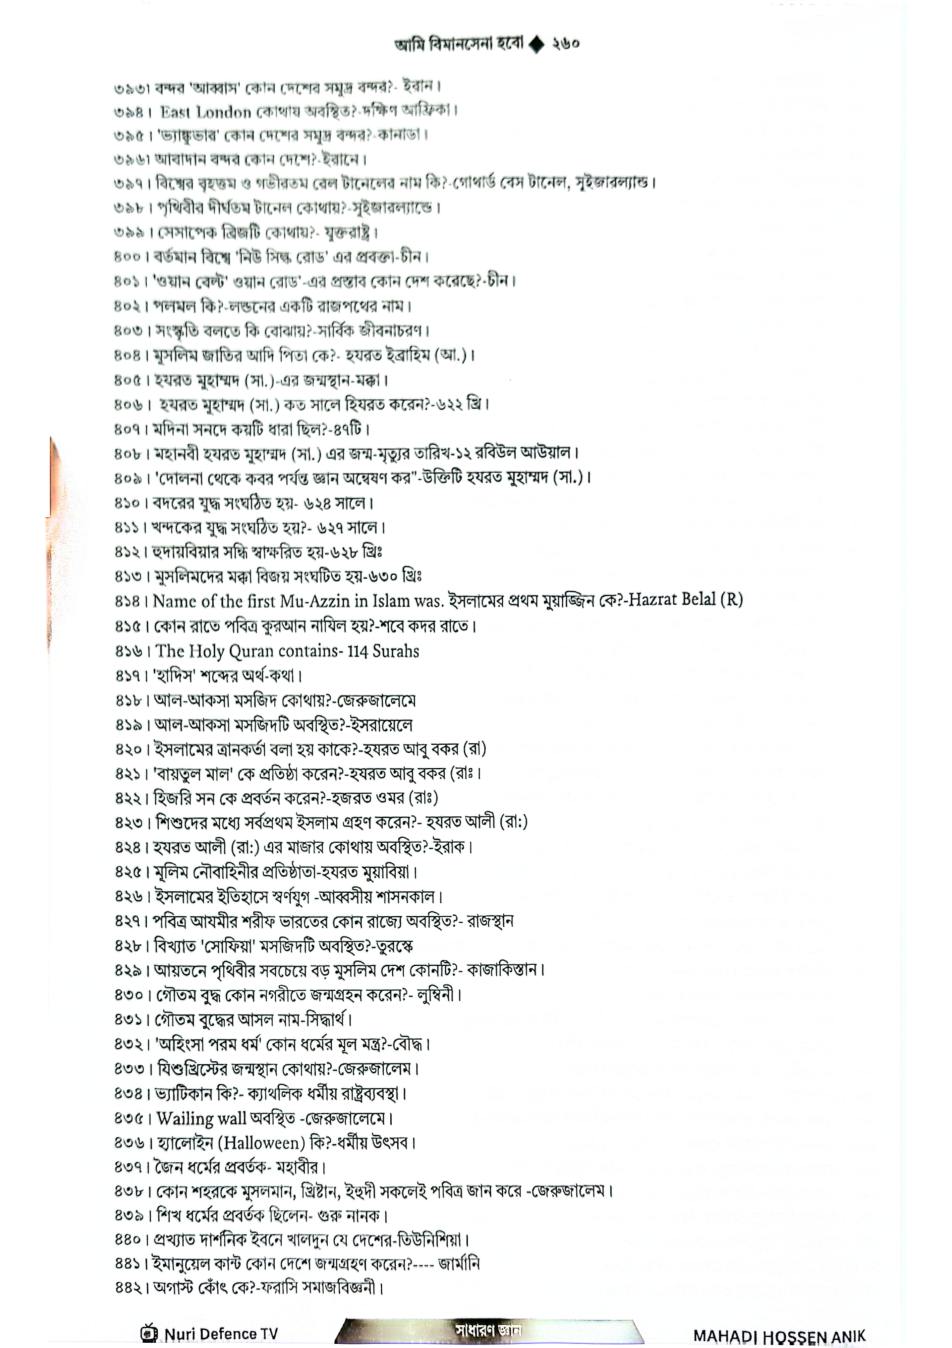 আমি বিমানসেনা হবো ◆ ২৬০
৩৯৩। বন্দর 'আব্বাস' কোন দেশের সমুদ্র বন্দর?- ইরান।
৩৯৪। East London কোথায় অবস্থিত?-দক্ষিণ আফ্রিকা।
৩৯৫। 'ভ্যাঙ্কুভার' কোন দেশের সমুদ্র বন্দর?-কানাডা।
৩৯৬। আবাদান বন্দর কোন দেশে?-ইরানে।
৩৯৭। বিশ্বের বৃহত্তম ও গভীরতম রেল টানেলের নাম কি?-গোথার্ড বেস টানেল, সুইজারল্যান্ড।
৩৯৮। পৃথিবীর দীর্ঘতম টানেল কোথায়?-সুইজারল্যান্ডে।
৩৯৯। সেসাপেক ব্রিজটি কোথায়?- যুক্তরাষ্ট্র।
৪০০। বর্তমান বিশ্বে 'নিউ সিল্ক রোড' এর প্রবক্তা-চীন।
৪০১। 'ওয়ান বেল্ট' ওয়ান রোড'-এর প্রস্তাব কোন দেশ করেছে?-চীন।
৪০২। পলমল কি?-লন্ডনের একটি রাজপথের নাম।
৪০৩। সংস্কৃতি বলতে কি বোঝায়?-সার্বিক জীবনাচরণ।
৪০৪। মুসলিম জাতির আদি পিতা কে?- হযরত ইব্রাহিম (আ.)।
৪০৫। হযরত মুহাম্মদ (সা.)-এর জন্মস্থান-মক্কা।
৪০৬। হযরত মুহাম্মদ (সা.) কত সালে হিযরত করেন?-৬২২ খ্রি।
৪০৭। মদিনা সনদে কয়টি ধারা ছিল?-৪৭টি।
৪০৮। মহানবী হযরত মুহাম্মদ (সা.) এর জন্ম-মৃত্যুর তারিখ-১২ রবিউল আউয়াল।
৪০৯। 'দোলনা থেকে কবর পর্যন্ত জ্ঞান অন্বেষণ কর"-উক্তিটি হযরত মুহাম্মদ (সা.)।
৪১০। বদরের যুদ্ধ সংঘঠিত হয়- ৬২৪ সালে।
৪১১। খন্দকের যুদ্ধ সংঘঠিত হয়?- ৬২৭ সালে।
৪১২। হুদায়বিয়ার সন্ধি স্বাক্ষরিত হয়-৬২৮ খ্রিঃ
৪১৩। মুসলিমদের মক্কা বিজয় সংঘটিত হয়-৬৩০ খ্রিঃ
৪১৪। Name of the first Mu-Azzin in Islam was. ইসলামের প্রথম মুয়াজ্জিন কে?-Hazrat Belal (R)
৪১৫। কোন রাতে পবিত্র কুরআন নাযিল হয়?-শবে কদর রাতে।
৪১৬। The Holy Quran contains- 114 Surahs
৪১৭। 'হাদিস' শব্দের অর্থ-কথা।
৪১৮। আল-আকসা মসজিদ কোথায়?-জেরুজালেমে
৪১৯। আল-আকসা মসজিদটি অবস্থিত?-ইসরায়েলে
৪২০। ইসলামের ত্রানকর্তা বলা হয় কাকে?-হযরত আবু বকর (রা)
৪২১। 'বায়তুল মাল' কে প্রতিষ্ঠা করেন?-হযরত আবু বকর (রাঃ।
৪২২। হিজরি সন কে প্রবর্তন করেন?-হজরত ওমর (রাঃ)
৪২৩। শিশুদের মধ্যে সর্বপ্রথম ইসলাম গ্রহণ করেন?- হযরত আলী (রা:)
৪২৪। হযরত আলী (রা:) এর মাজার কোথায় অবস্থিত?-ইরাক।
৪২৫। মূলিম নৌবাহিনীর প্রতিষ্ঠাতা-হযরত মুয়াবিয়া।
৪২৬। ইসলামের ইতিহাসে স্বর্ণযুগ -আব্বসীয় শাসনকাল।
৪২৭। পবিত্র আযমীর শরীফ ভারতের কোন রাজ্যে অবস্থিত?- রাজস্থান
৪২৮। বিখ্যাত 'সোফিয়া' মসজিদটি অবস্থিত?-তুরস্কে
৪২৯। আয়তনে পৃথিবীর সবচেয়ে বড় মুসলিম দেশ কোনটি?- কাজাকিস্তান।
৪৩০। গৌতম বুদ্ধ কোন নগরীতে জন্মগ্রহন করেন?- লুম্বিনী।
৪৩১। গৌতম বুদ্ধের আসল নাম-সিদ্ধার্থ।
৪৩২। 'অহিংসা পরম ধর্ম' কোন ধর্মের মূল মন্ত্র?-বৌদ্ধ।
৪৩৩। যিশুখ্রিস্টের জন্মস্থান কোথায়?-জেরুজালেম।
৪৩৪। ভ্যাটিকান কি?- ক্যাথলিক ধর্মীয় রাষ্ট্রব্যবস্থা।
৪৩৫। Wailing wall অবস্থিত -জেরুজালেমে।
৪৩৬। হ্যালোইন (Halloween) কি?-ধর্মীয় উৎসব।
৪৩৭। জৈন ধর্মের প্রবর্তক- মহাবীর।
৪৩৮। কোন শহরকে মুসলমান, খ্রিষ্টান, ইহুদী সকলেই পবিত্র জান করে -জেরুজালেম।
৪৩৯। শিখ ধর্মের প্রবর্তক ছিলেন- গুরু নানক।
৪৪০। প্রখ্যাত দার্শনিক ইবনে খালদুন যে দেশের-তিউনিশিয়া।
৪৪১। ইমানুয়েল কান্ট কোন দেশে জন্মগ্রহণ করেন?---- জার্মানি
৪৪২। অগাস্ট কোঁৎ কে?-ফরাসি সমাজবিজ্ঞনী।
Nuri Defence TV
সাধারণ জ্ঞান
MAHADI HOSSEN ANIK